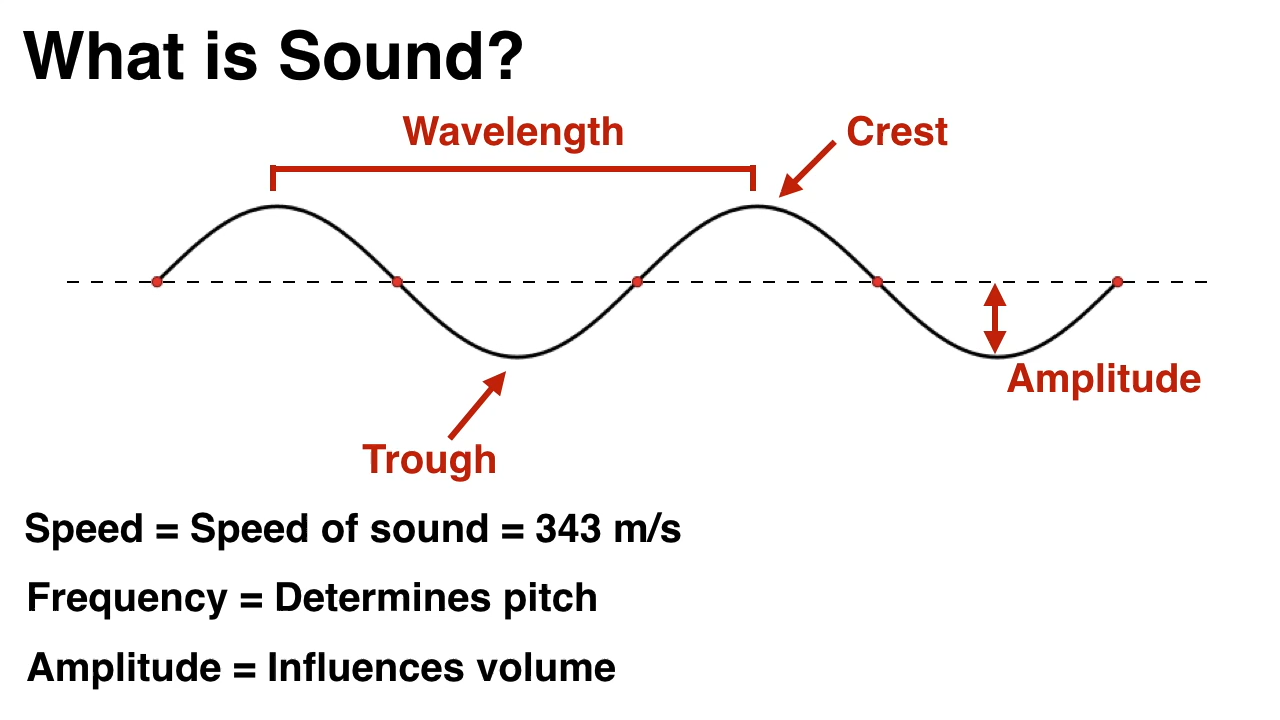 What is Sound?
Wavelength
Crest
Amplitude
Trough
Speed = Speed of sound = 343 m/s
Frequency = Determines pitch
Amplitude = Influences volume